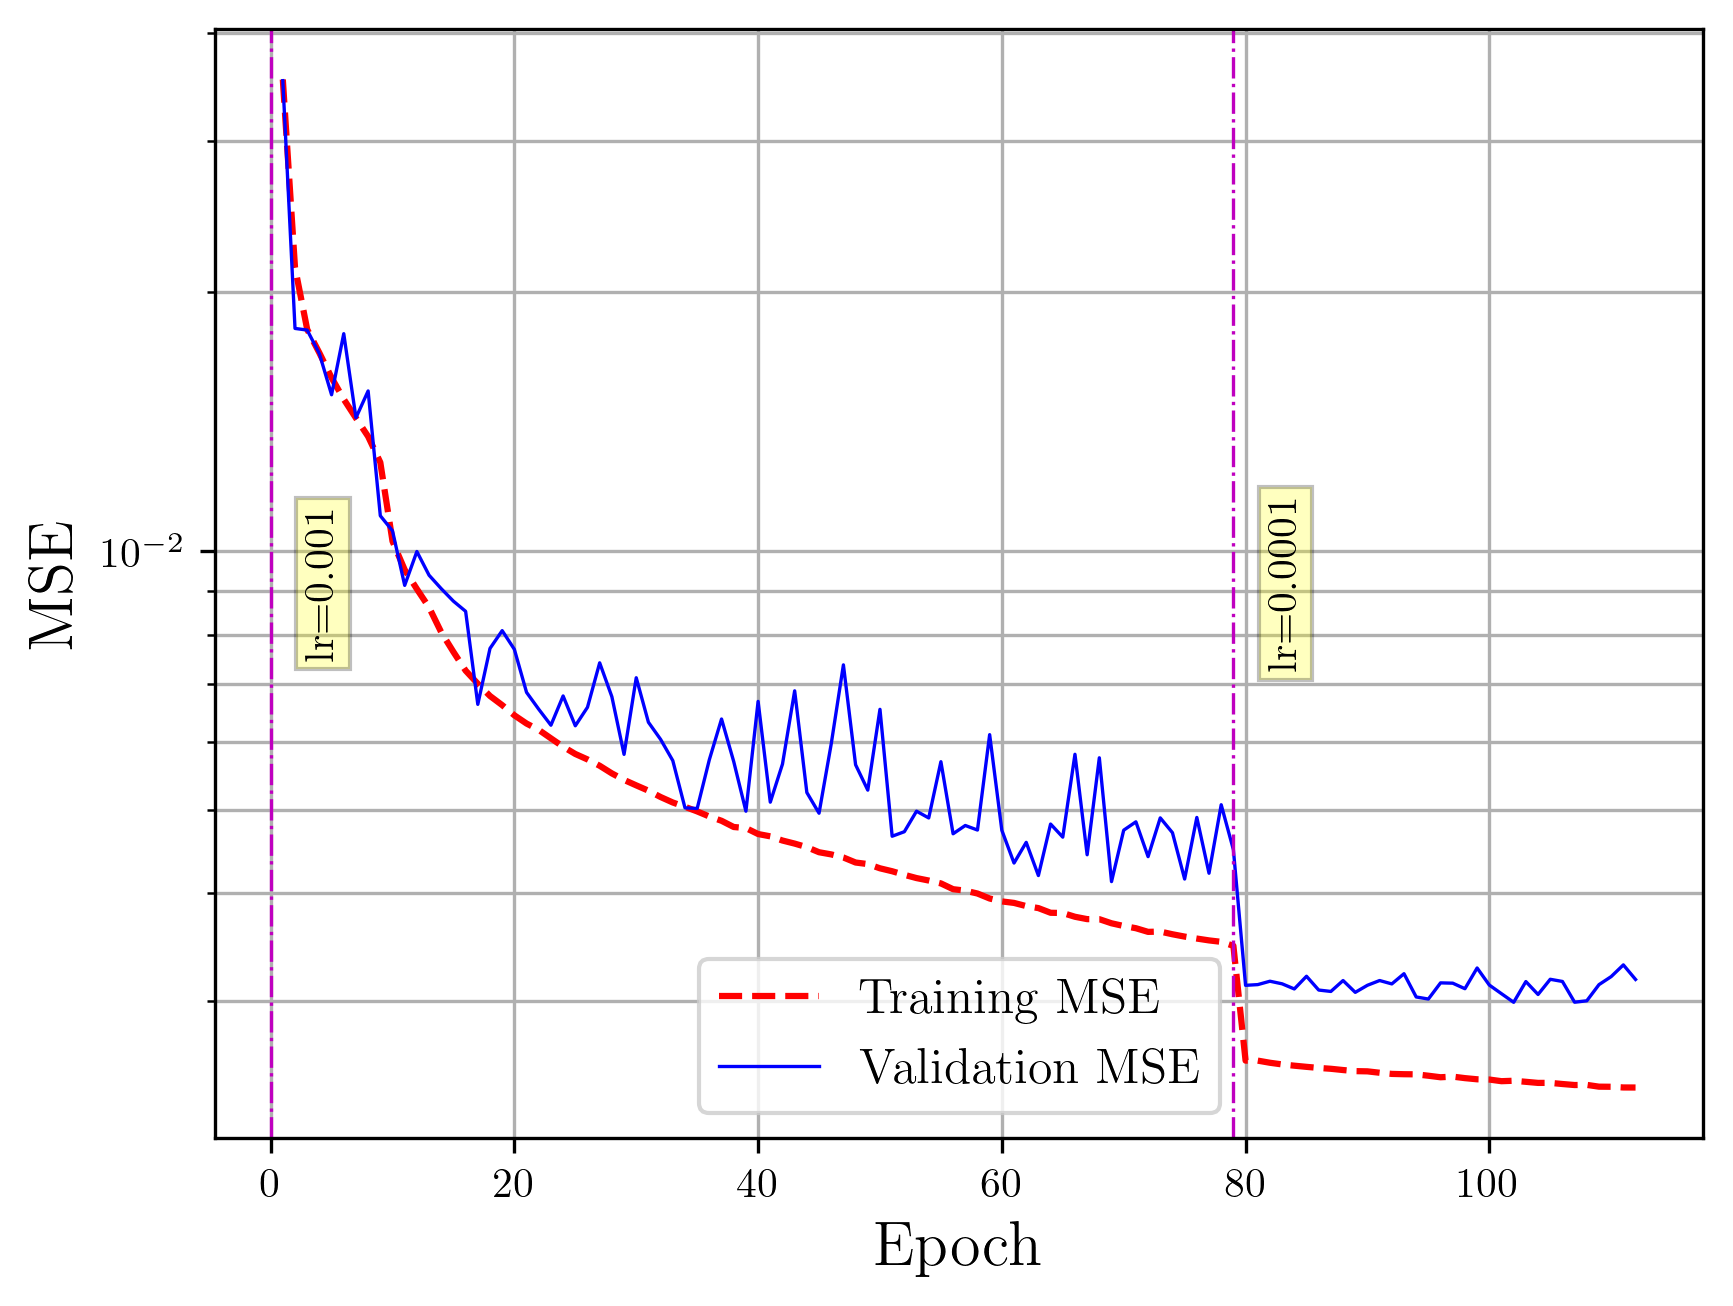 MSE
10⁻²
lr=0.001
lr=0.0001
Training MSE
Validation MSE
0 20 40 60 80 100
Epoch